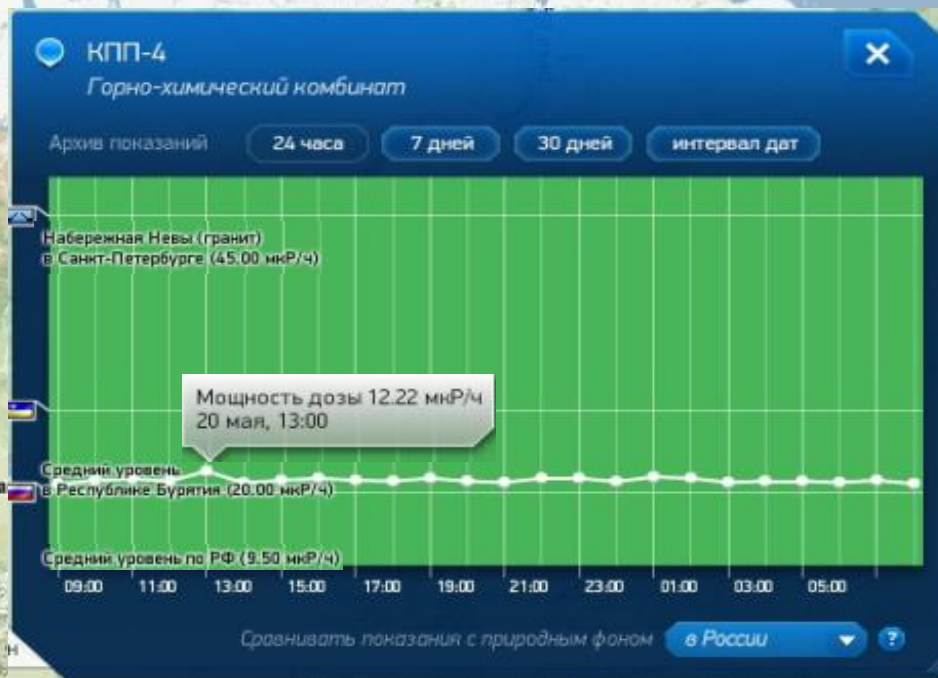 КПП-4
Горно-химический комбинат
Архив показаний 24 часа 7 дней 30 дней интервал дат
Набережная Невы (гранит)
в Санкт-Петербурге (45.00 мкР/ч)
Мощность дозы 12.22 мкР/ч
20 мая, 13:00
Средний уровень
в Республике Бурятия (20.00 мкР/ч)
Средний уровень по РФ (9.50 мкР/ч)
09:00 11:00 13:00 15:00 17:00 19:00 21:00 23:00 01:00 03:00 05:00
Сравнивать показания с природным фоном в России ?